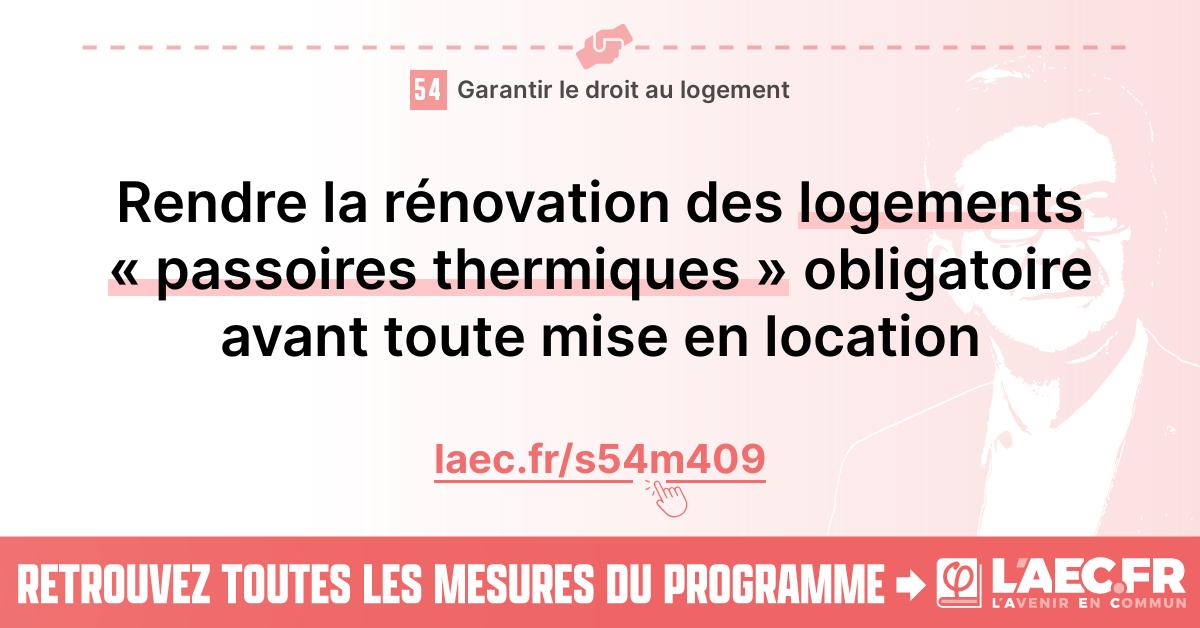 54 Garantir le droit au logement
Rendre la rénovation des logements
« passoires thermiques » obligatoire
avant toute mise en location
laec.fr/s54m409
RETROUVEZ TOUTES LES MESURES DU PROGRAMME
L'AEC.FR
L'AVENIR EN COMMUN